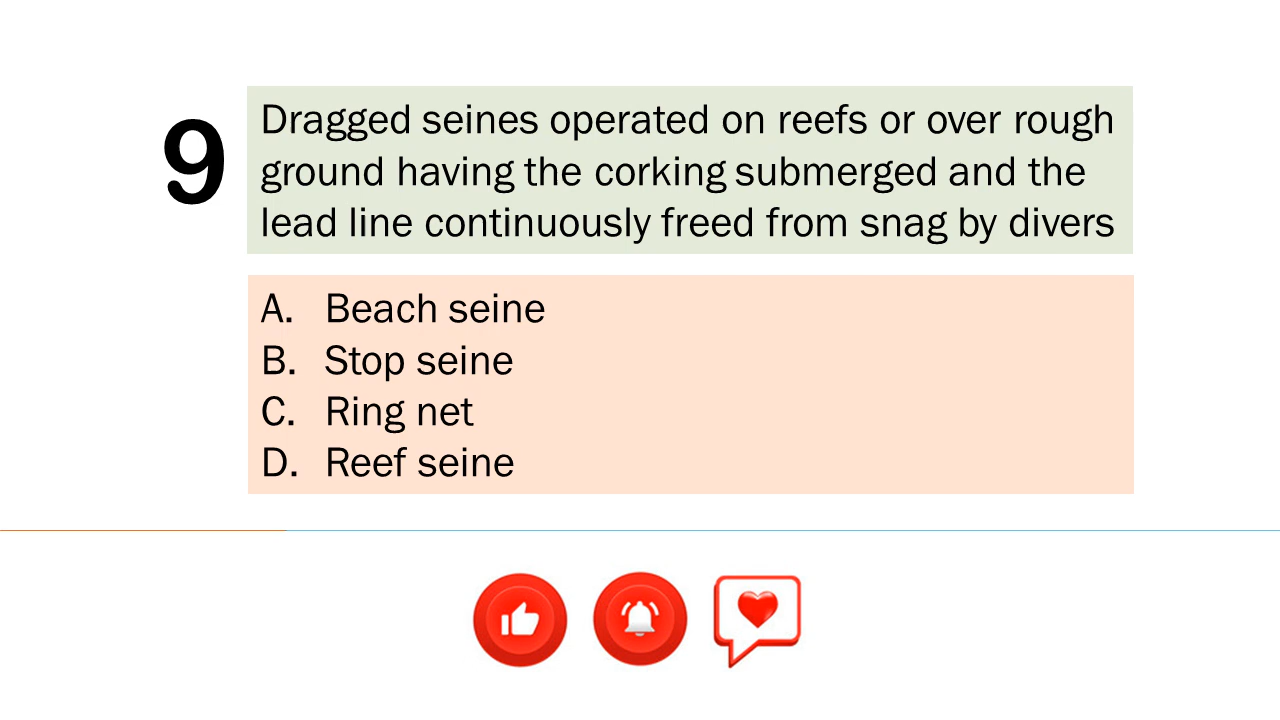 9
Dragged seines operated on reefs or over rough
ground having the corking submerged and the
lead line continuously freed from snag by divers
A. Beach seine
B. Stop seine
C. Ring net
D. Reef seine